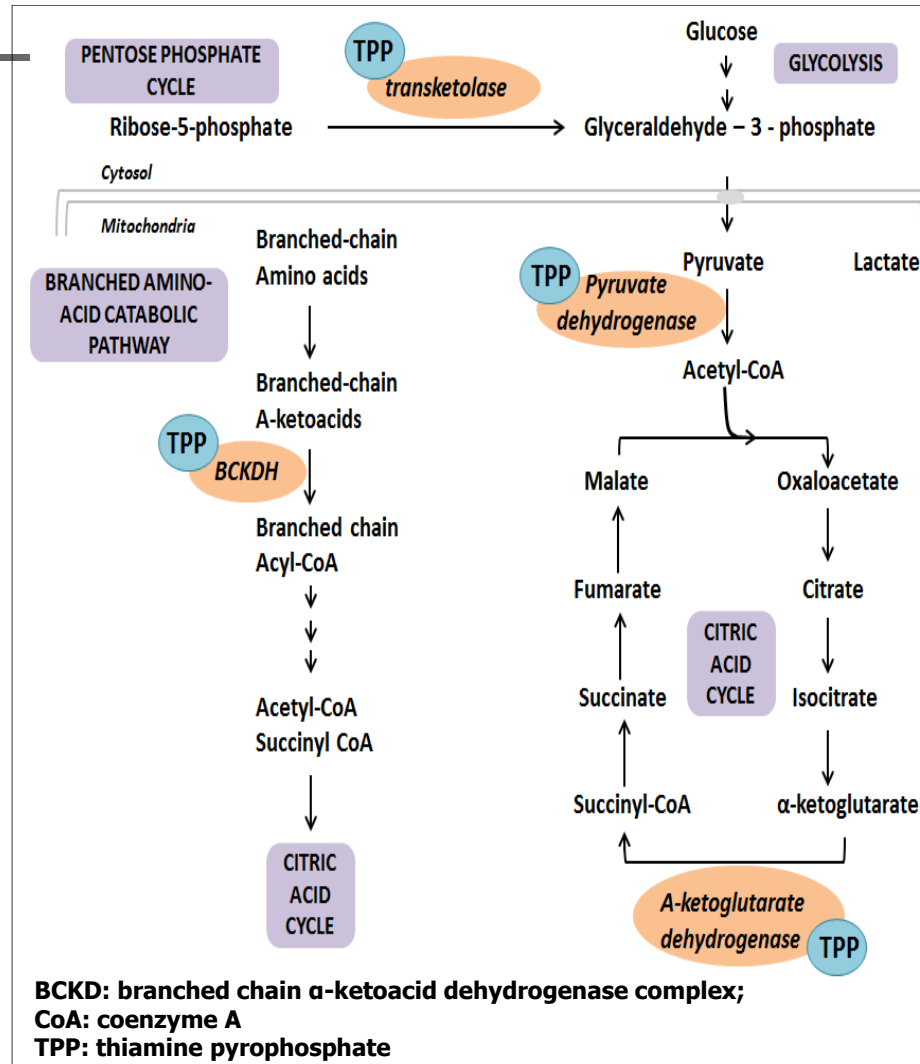 PENTOSE PHOSPHATE
CYCLE
TPP
transketolase
Glucose
GLYCOLYSIS
Ribose-5-phosphate
Glyceraldehyde – 3 - phosphate
Cytosol
Mitochondria
BRANCHED AMINO-
ACID CATABOLIC
PATHWAY
Branched-chain
Amino acids
Branched-chain
A-ketoacids
TPP
BCKDH
Branched chain
Acyl-CoA
Acetyl-CoA
Succinyl CoA
CITRIC
ACID
CYCLE
TPP
Pyruvate
dehydrogenase
Pyruvate
Lactate
Acetyl-CoA
Malate
Oxaloacetate
Fumarate
Citrate
CITRIC
ACID
CYCLE
Succinate
Isocitrate
Succinyl-CoA
α-ketoglutarate
A-ketoglutarate
dehydrogenase
TPP
BCKD: branched chain α-ketoacid dehydrogenase complex;
CoA: coenzyme A
TPP: thiamine pyrophosphate